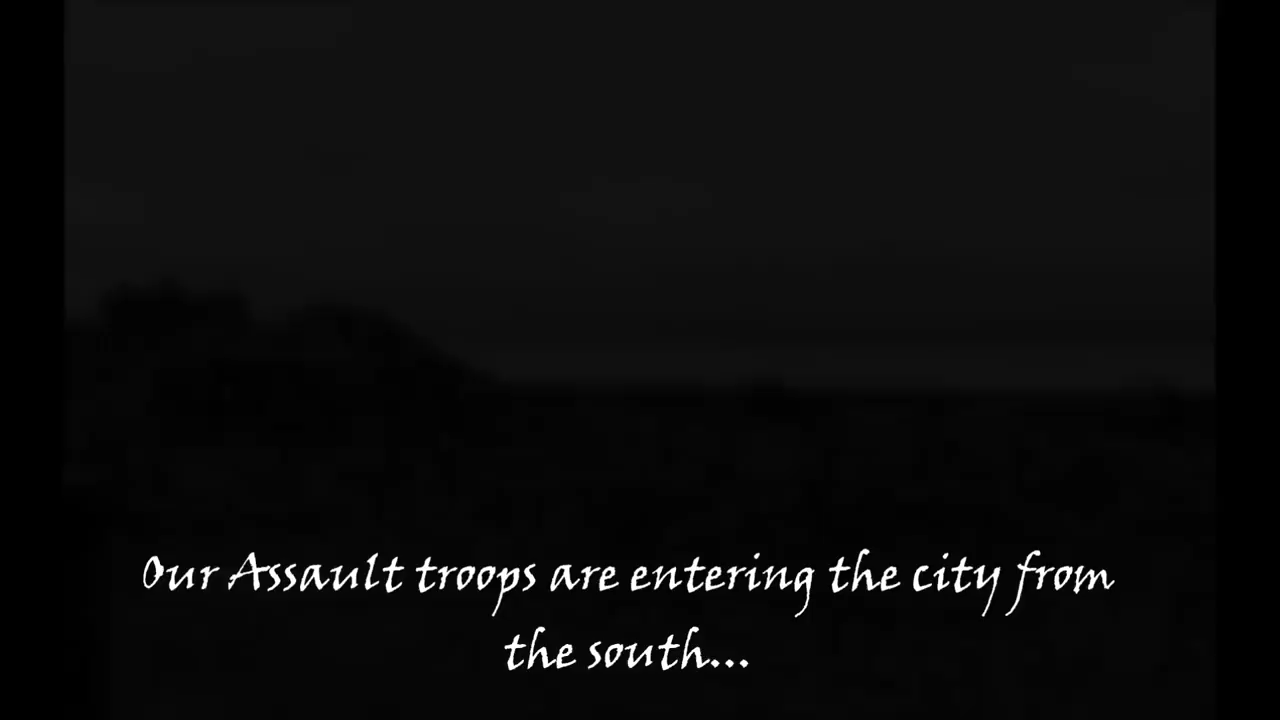 Our Assault troops are entering the city from
the south...